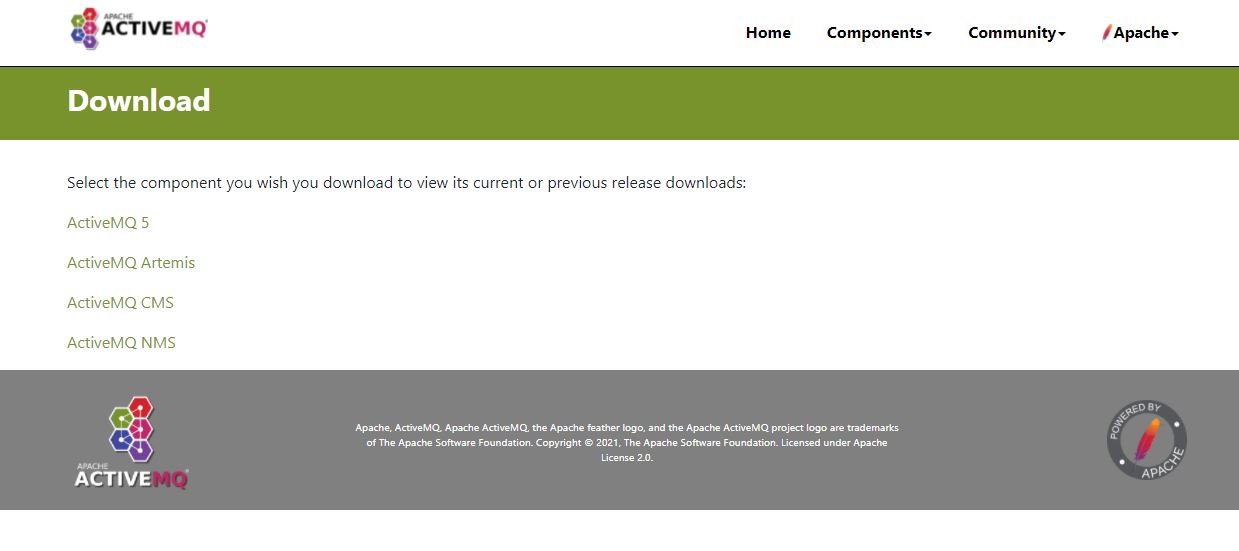 APACHE
ACTIVEMQ
Home Components Community Apache
Download
Select the component you wish you download to view its current or previous release downloads:
ActiveMQ 5
ActiveMQ Artemis
ActiveMQ CMS
ActiveMQ NMS
APACHE
ACTIVEMQ
Apache, ActiveMQ, Apache ActiveMQ, the Apache feather logo, and the Apache ActiveMQ project logo are trademarks
of The Apache Software Foundation. Copyright © 2021, The Apache Software Foundation. Licensed under Apache
License 2.0.
POWERED BY
APACHE